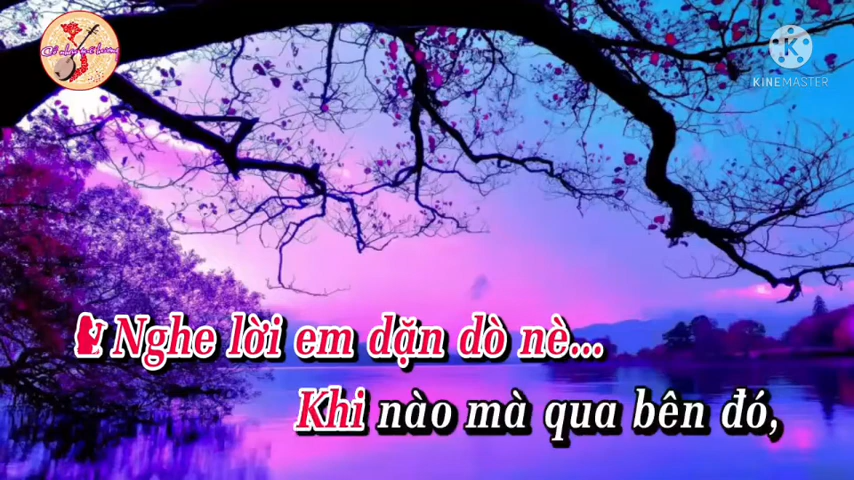 KINEMASTER
Nghe lời em dặn dò nè...
Khi nào mà qua bên đó,